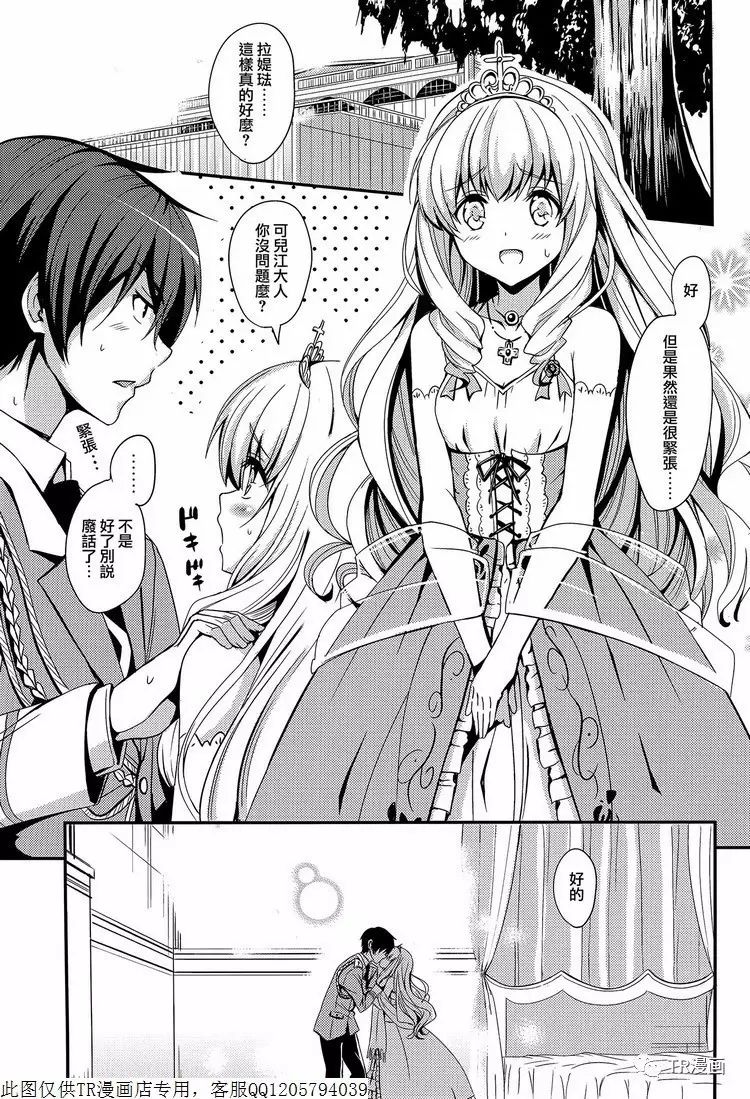 拉媞珐……
這樣真
的好麼?
好
但是果然還是
很緊張……
可兒江大人
你沒問題麼?
緊張…
……
不是
好了別說
廢話了…
ドキ
ドキ
好的
TR漫画
此图仅供TR漫画店专用，客服QQ1205794039